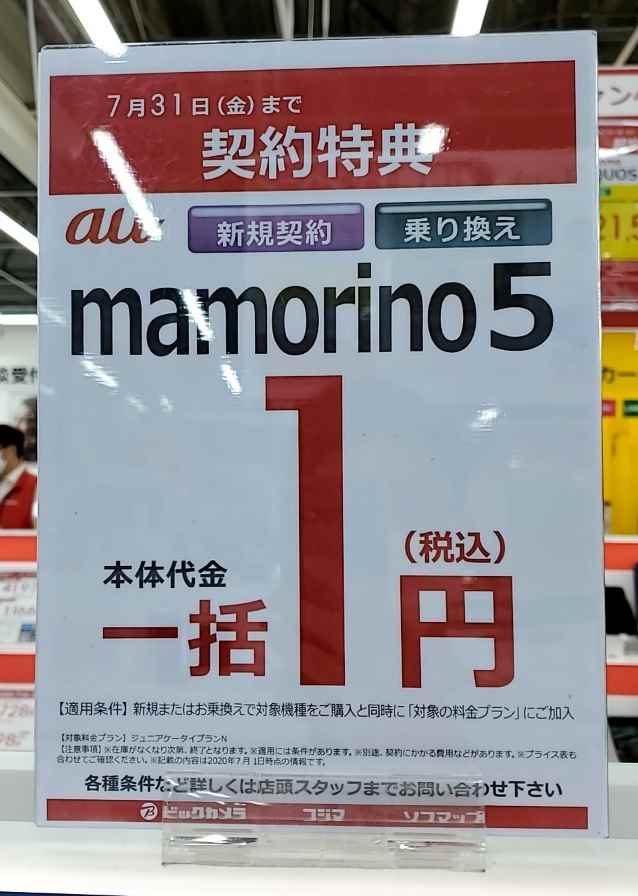 7月31日(金)まで
契約特典
au 新規契約 乗り換え
mamorino5
本体代金
一括1円
(税込)
【適用条件】新規またはお乗換えで対象機種をご購入と同時に「対象の料金プラン」にご加入
【対象料金プラン】ジュニアケータイプランN
【注意事項】※在庫がなくなり次第、終了となります。※適用には条件があります。※別途、契約にかかる費用などがあります。※プライス表も
合わせてご確認ください。※記載の内容は2020年7月1日時点の情報です。
各種条件など詳しくは店頭スタッフまでお問い合わせ下さい
ビックカメラ コジマ ソフマップ
QUOS